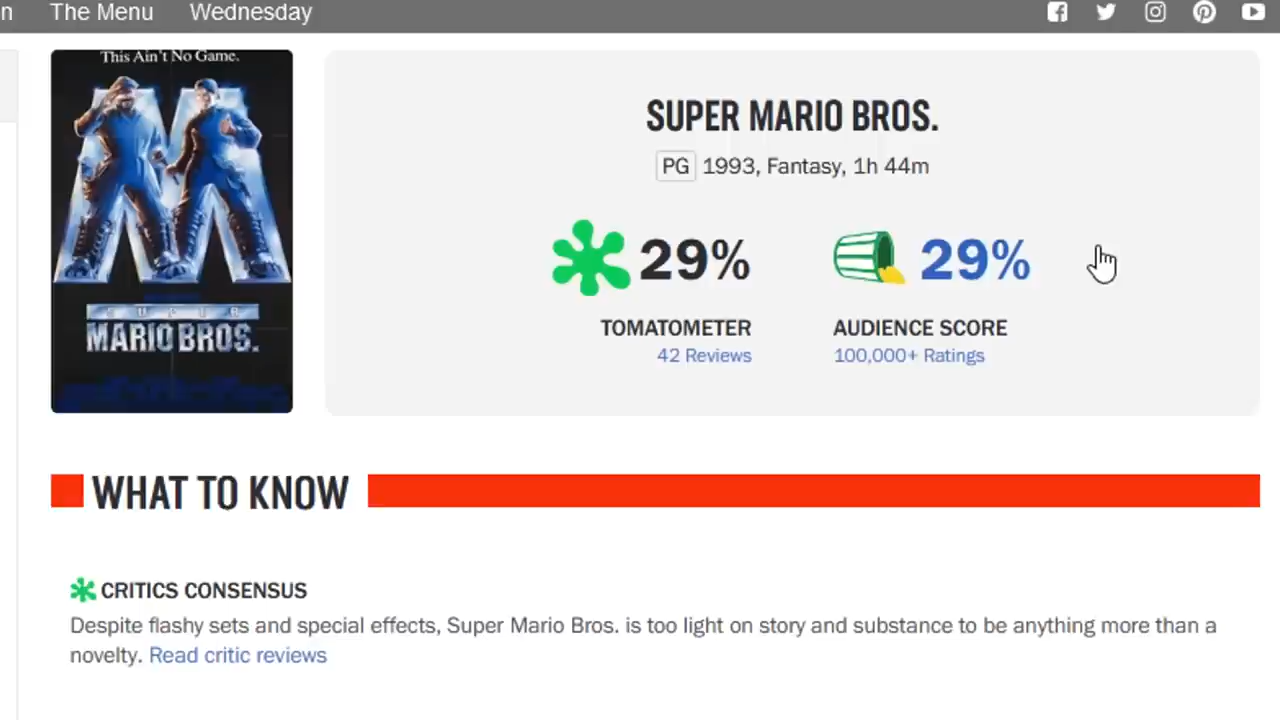 n The Menu Wednesday
This Ain't No Game.
SUPER
MARIO BROS.
SUPER MARIO BROS.
PG 1993, Fantasy, 1h 44m
29% 29%
TOMATOMETER AUDIENCE SCORE
42 Reviews 100,000+ Ratings
WHAT TO KNOW
CRITICS CONSENSUS
Despite flashy sets and special effects, Super Mario Bros. is too light on story and substance to be anything more than a
novelty. Read critic reviews